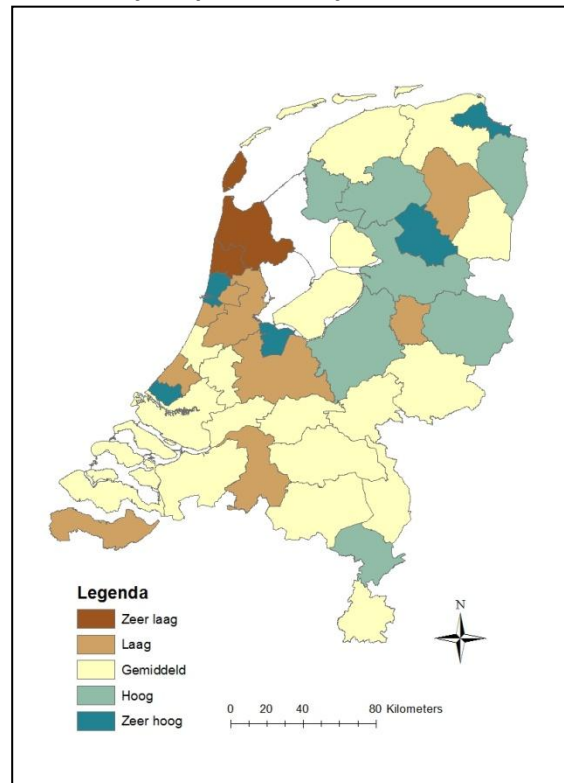 Legenda
Zeer laag
Laag
Gemiddeld
Hoog
Zeer hoog
N
0 20 40 80 Kilometers